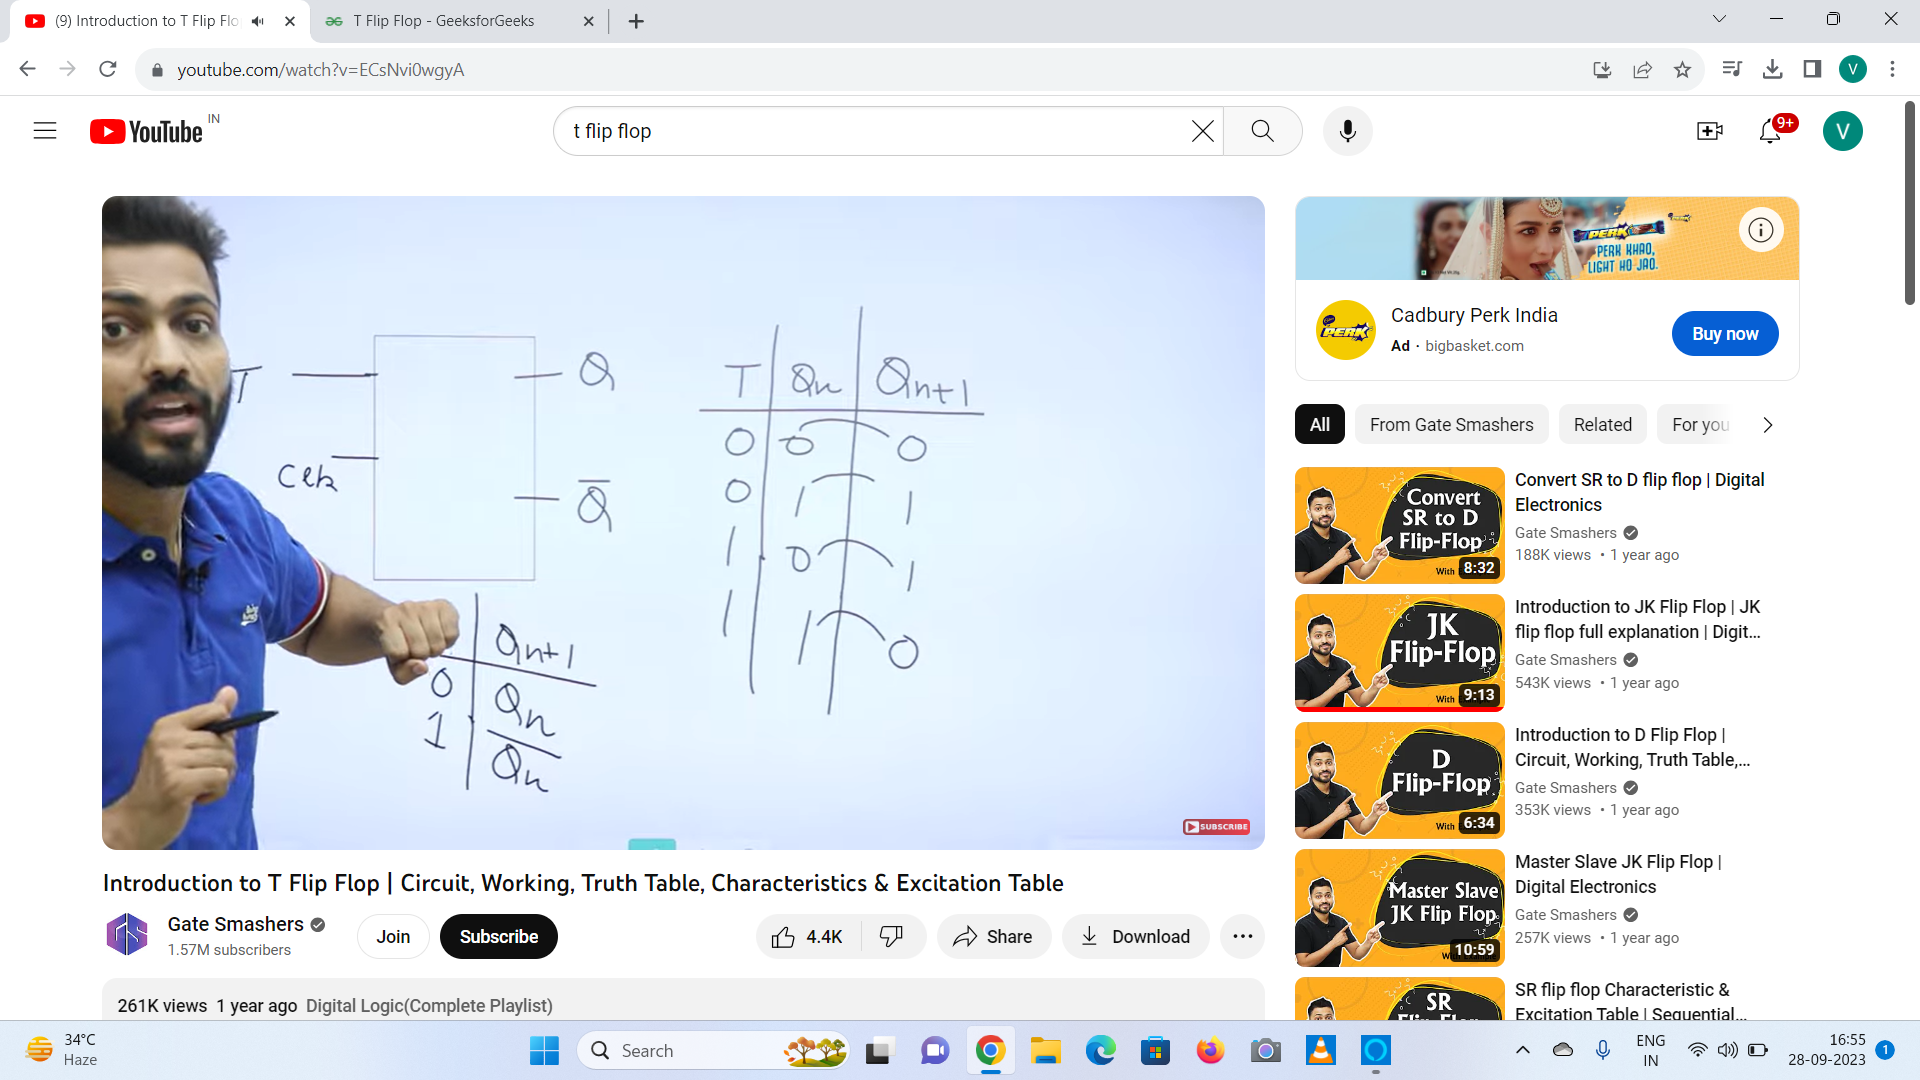 (9) Introduction to T Flip Flo
T Flip Flop - GeeksforGeeks
youtube.com/watch?v=ECsNvi0wgyA
V
YouTube IN
t flip flop
9+
V
T
Q
Clk
Q̅
T Qn Qn+1
0 0 0
0 1 1
1 0 1
1 1 0
Qn+1
0 Qn
1 Q̅n
SUBSCRIBE
PERK
PERK KHAO,
LIGHT HO JAO.
PERK
Cadbury Perk India
Ad · bigbasket.com
Buy now
All
From Gate Smashers
Related
For you
Convert
SR to D
Flip-Flop
With
8:32
Convert SR to D flip flop | Digital
Electronics
Gate Smashers
188K views • 1 year ago
JK
Flip-Flop
With
9:13
Introduction to JK Flip Flop | JK
flip flop full explanation | Digit...
Gate Smashers
543K views • 1 year ago
D
Flip-Flop
With
6:34
Introduction to D Flip Flop |
Circuit, Working, Truth Table,...
Gate Smashers
353K views • 1 year ago
Master Slave
JK Flip Flop
10:59
Master Slave JK Flip Flop |
Digital Electronics
Gate Smashers
257K views • 1 year ago
SR
SR flip flop Characteristic &
Excitation Table | Sequential...
Introduction to T Flip Flop | Circuit, Working, Truth Table, Characteristics & Excitation Table
Gate Smashers
1.57M subscribers
Join
Subscribe
4.4K
Share
Download
261K views 1 year ago Digital Logic(Complete Playlist)
34°C
Haze
Search
ENG
IN
16:55
28-09-2023
1